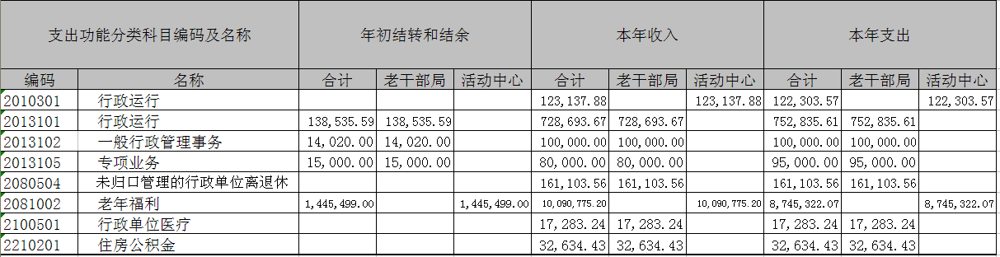 支出功能分类科目编码及名称 年初结转和结余 本年收入 本年支出
编码 名称 合计 老干部局 活动中心 合计 老干部局 活动中心 合计 老干部局 活动中心
2010301 行政运行 123,137.88 123,137.88 122,303.57 122,303.57
2013101 行政运行 138,535.59 138,535.59 728,693.67 728,693.67 752,835.61 752,835.61
2013102 一般行政管理事务 14,020.00 14,020.00 100,000.00 100,000.00 100,000.00 100,000.00
2013105 专项业务 15,000.00 15,000.00 80,000.00 80,000.00 95,000.00 95,000.00
2080504 未归口管理的行政单位离退休 161,103.56 161,103.56 161,103.56 161,103.56
2081002 老年福利 1,445,499.00 1,445,499.00 10,090,775.20 10,090,775.20 8,745,322.07 8,745,322.07
2100501 行政单位医疗 17,283.24 17,283.24 17,283.24 17,283.24
2210201 住房公积金 32,634.43 32,634.43 32,634.43 32,634.43